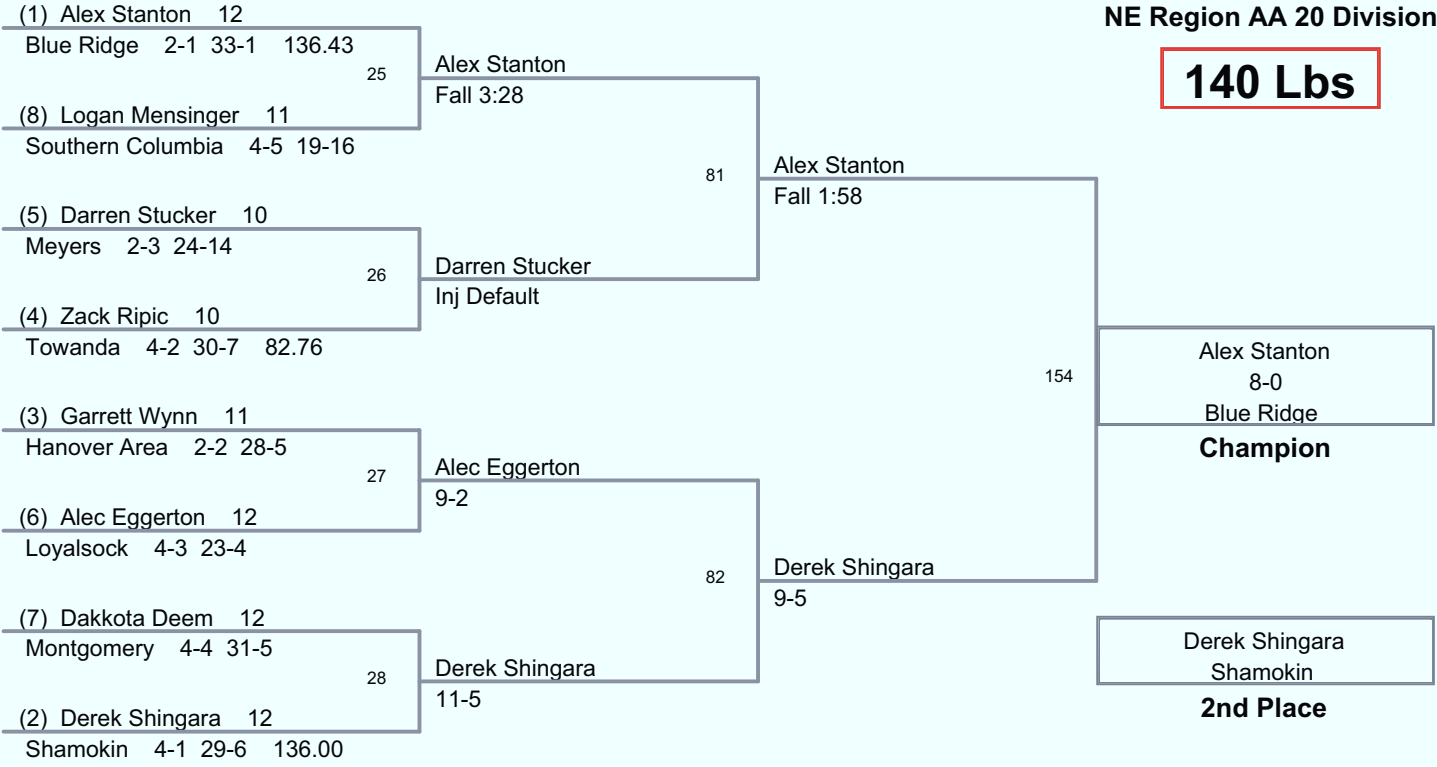 (1) Alex Stanton 12
Blue Ridge 2-1 33-1 136.43
25
(8) Logan Mensinger 11
Southern Columbia 4-5 19-16
(5) Darren Stucker 10
Meyers 2-3 24-14
26
(4) Zack Ripic 10
Towanda 4-2 30-7 82.76
(3) Garrett Wynn 11
Hanover Area 2-2 28-5
27
(6) Alec Eggerton 12
Loyalsock 4-3 23-4
(7) Dakkota Deem 12
Montgomery 4-4 31-5
28
(2) Derek Shingara 12
Shamokin 4-1 29-6 136.00
Alex Stanton
Fall 3:28
81
Darren Stucker
Inj Default
Alec Eggerton
9-2
82
Derek Shingara
11-5
Alex Stanton
Fall 1:58
154
Derek Shingara
9-5
NE Region AA 20 Division
140 Lbs
Alex Stanton
8-0
Blue Ridge
Champion
Derek Shingara
Shamokin
2nd Place